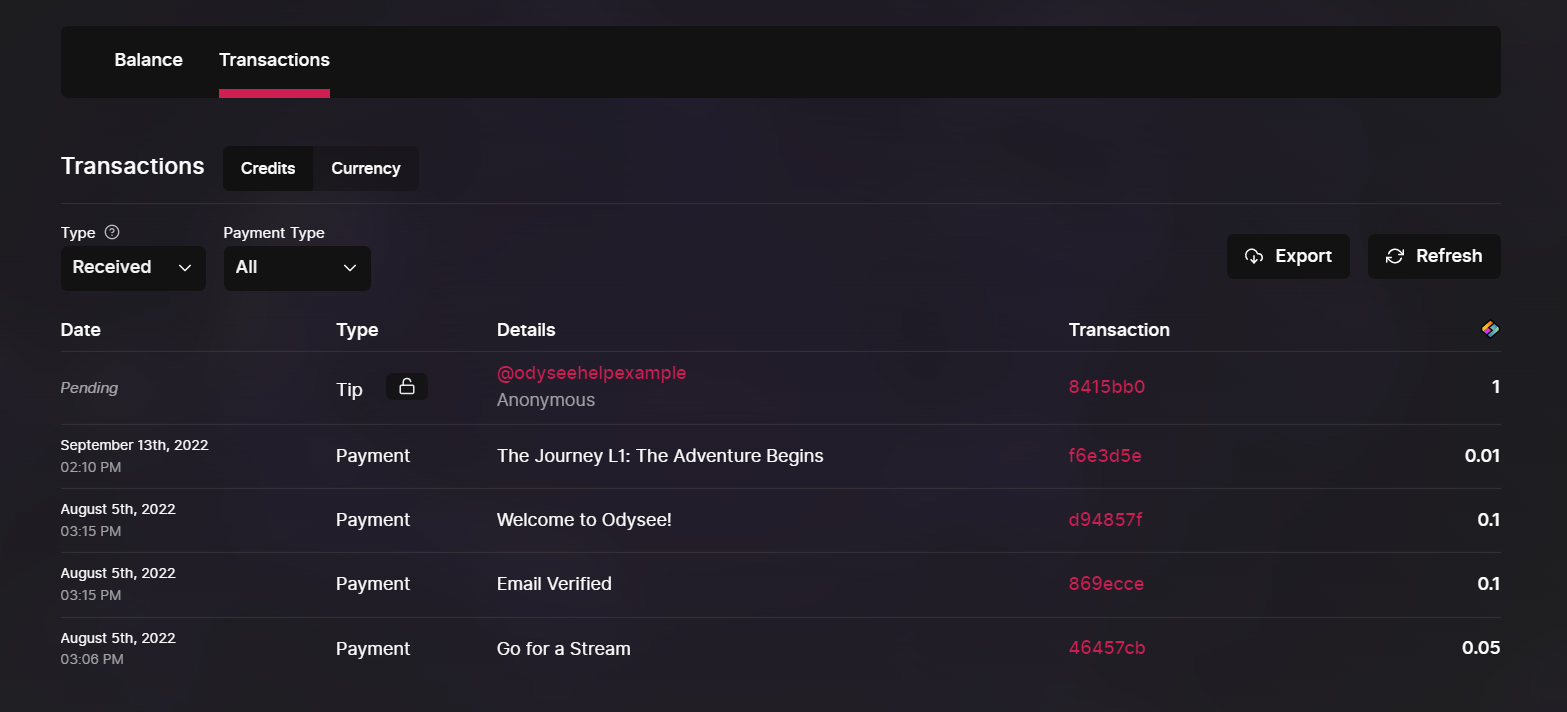 Balance Transactions
Transactions Credits Currency
Type Payment Type
Received All Export Refresh
Date Type Details Transaction
Pending Tip @odyseehelpexample 8415bb0 1
Anonymous
September 13th, 2022
02:10 PM Payment The Journey L1: The Adventure Begins f6e3d5e 0.01
August 5th, 2022
03:15 PM Payment Welcome to Odysee! d94857f 0.1
August 5th, 2022
03:15 PM Payment Email Verified 869ecce 0.1
August 5th, 2022
03:06 PM Payment Go for a Stream 46457cb 0.05